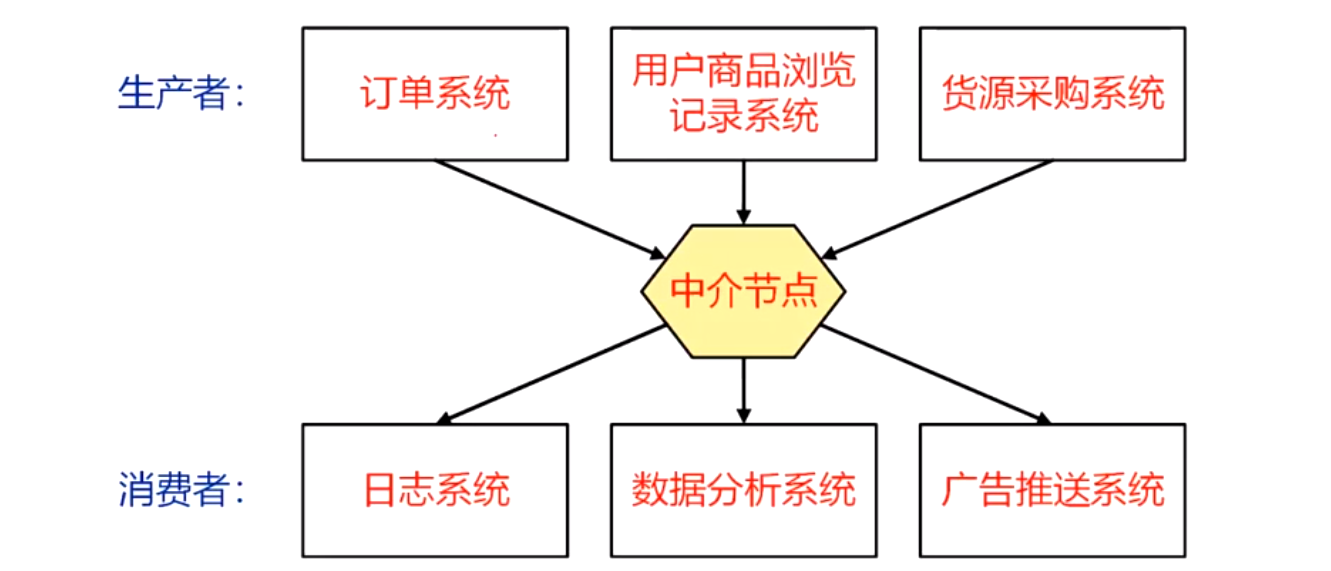 生产者：
订单系统
用户商品浏览
记录系统
货源采购系统
中介节点
消费者：
日志系统
数据分析系统
广告推送系统